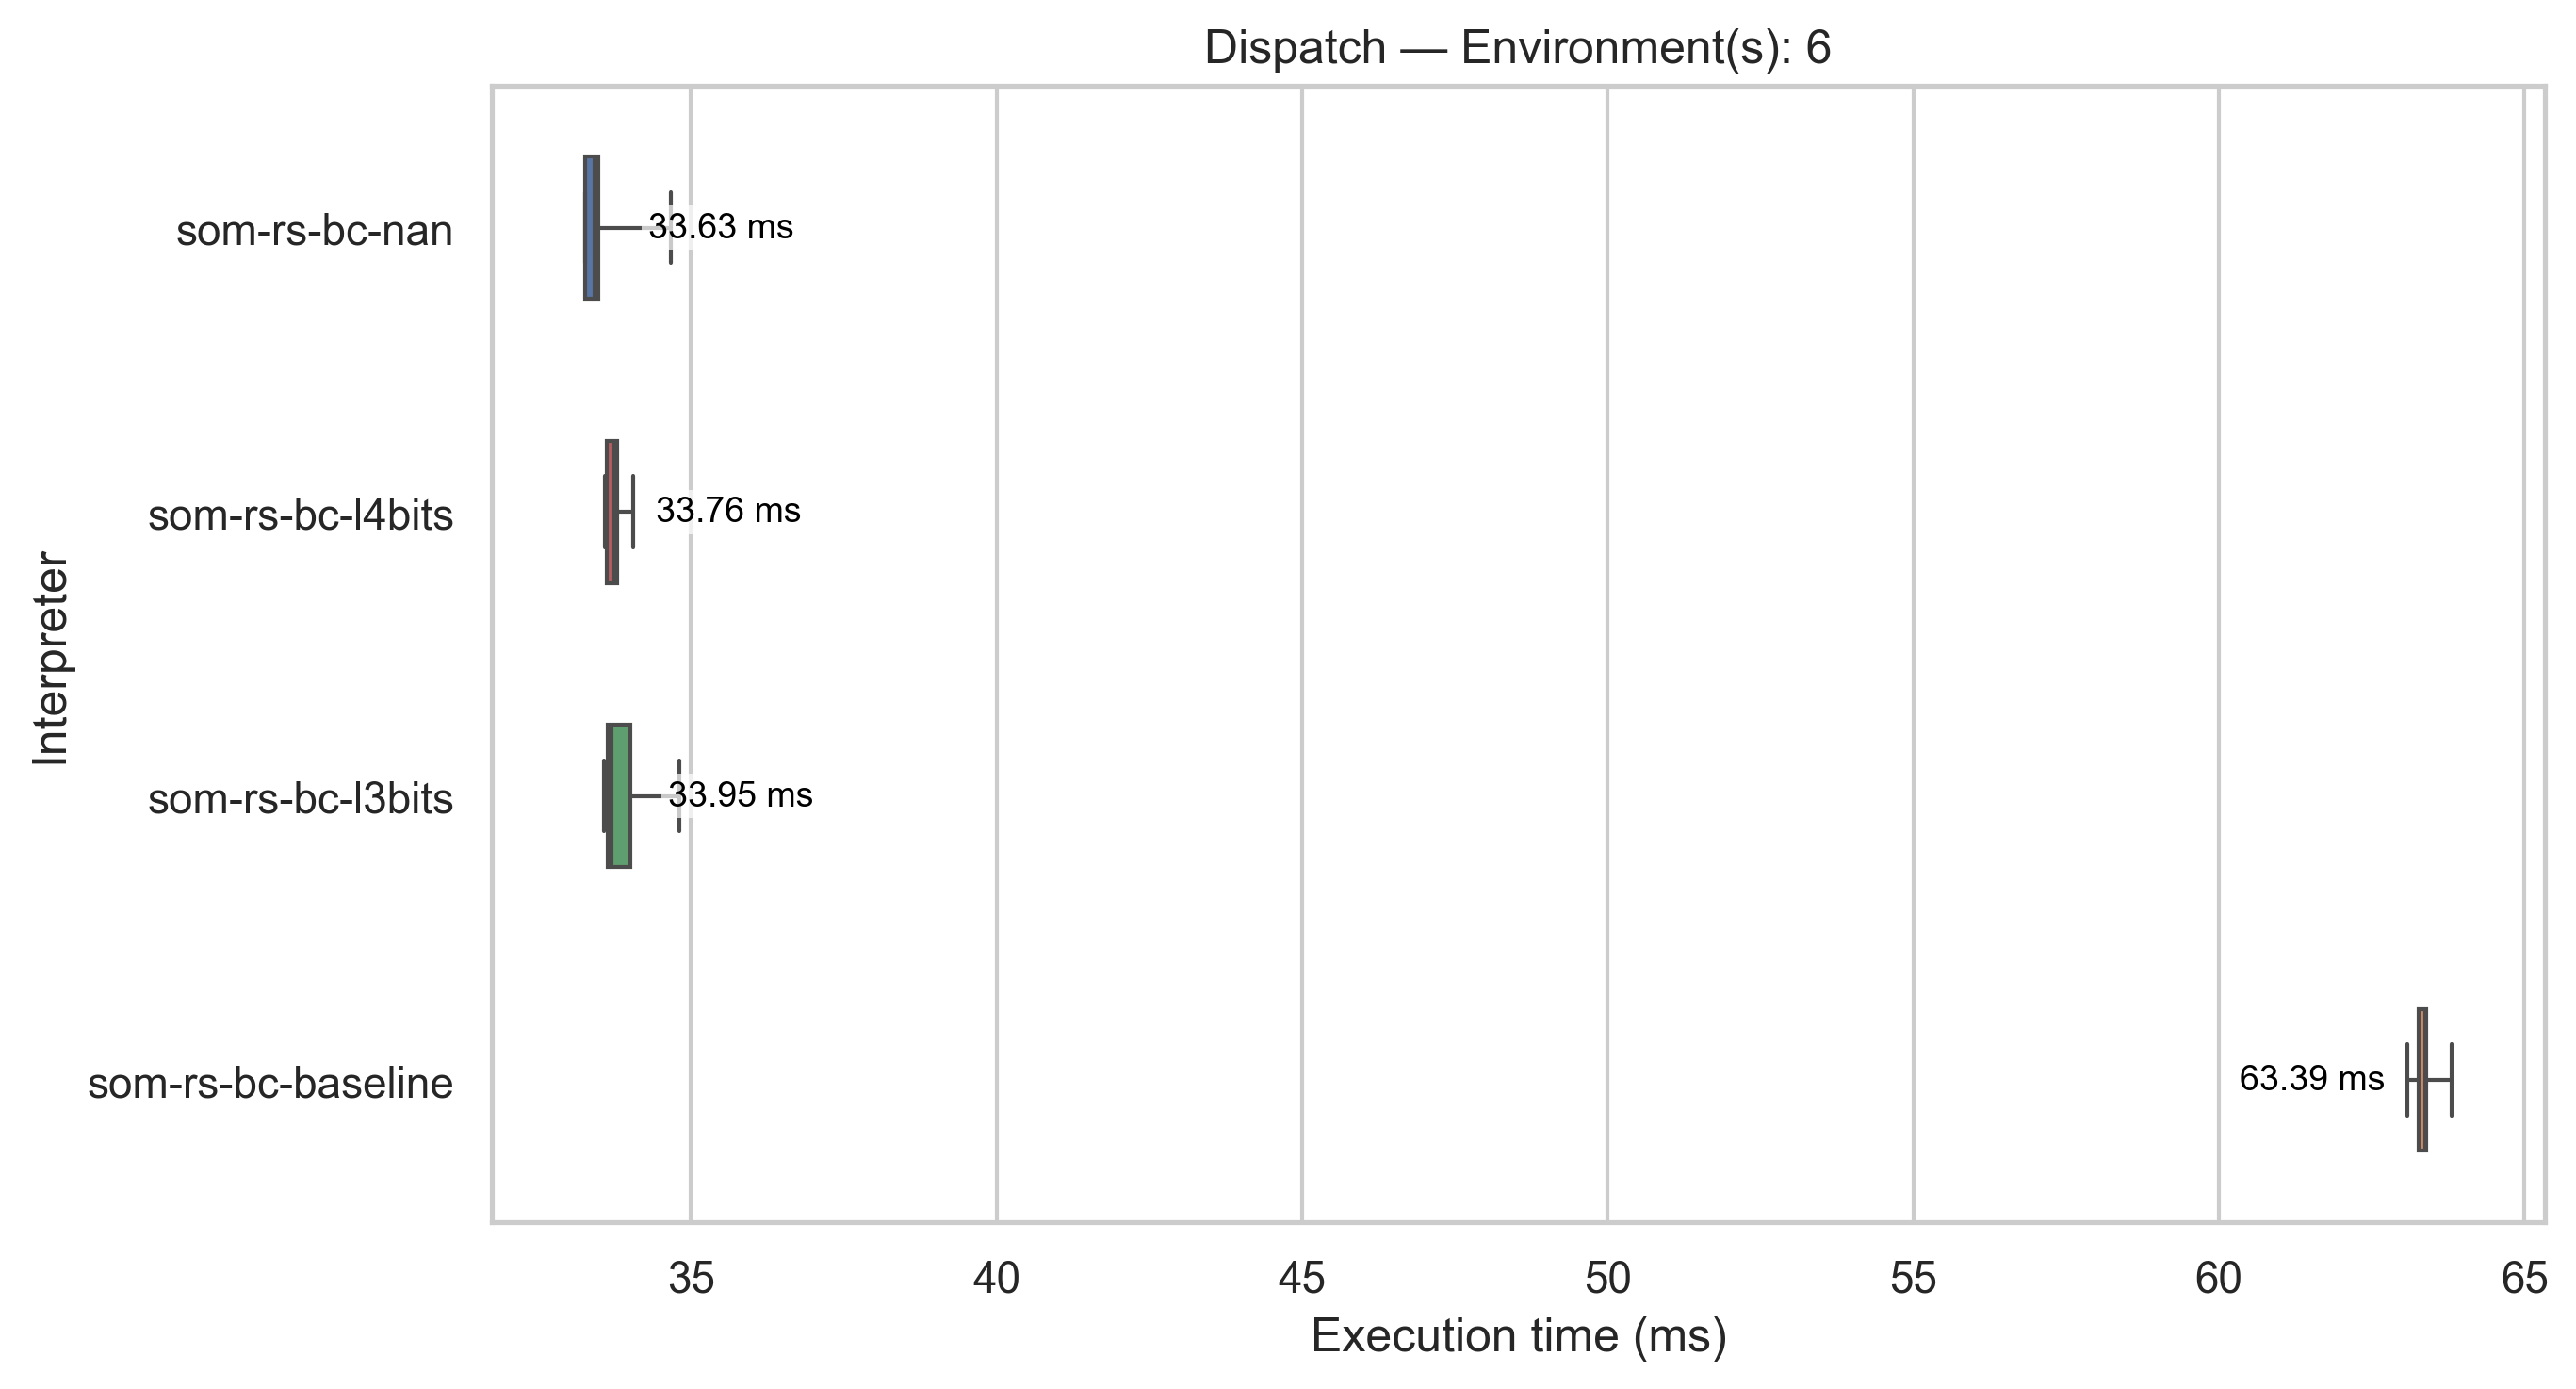 Dispatch — Environment(s): 6
som-rs-bc-nan
33.63 ms
som-rs-bc-l4bits
33.76 ms
som-rs-bc-l3bits
33.95 ms
som-rs-bc-baseline
63.39 ms
Interpreter
35 40 45 50 55 60 65
Execution time (ms)